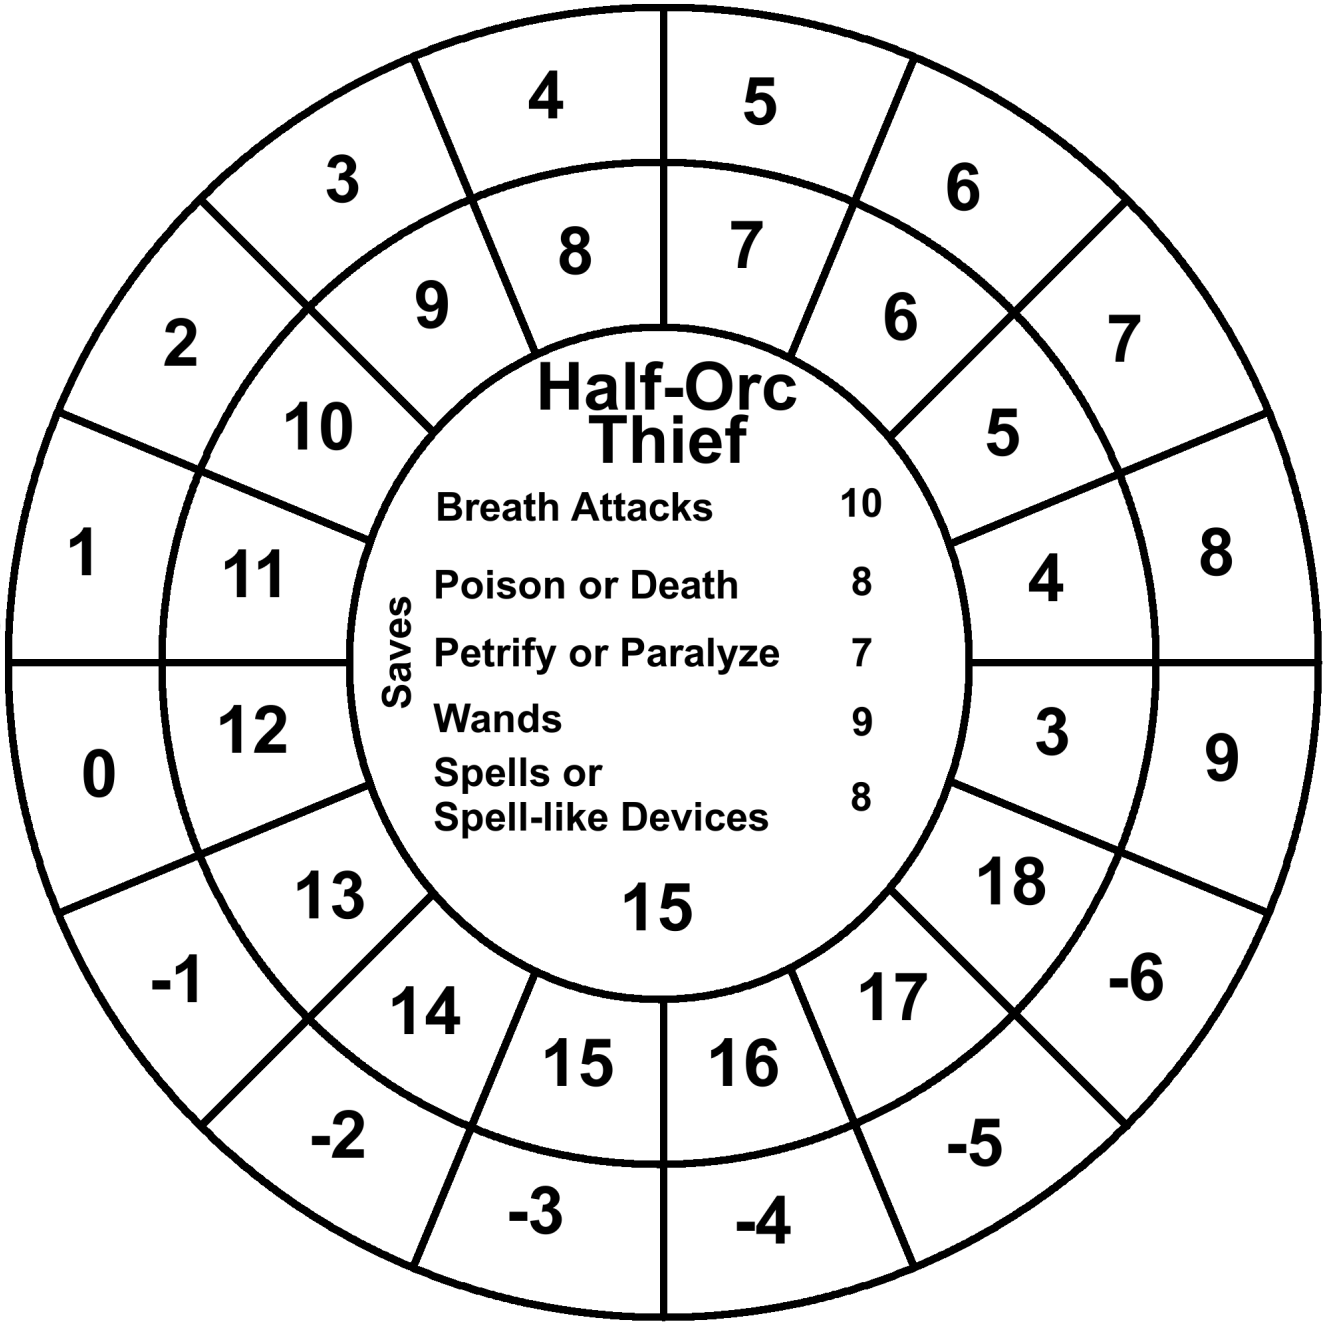 4 5
3 6
8 7
2 9 6 7
Half-Orc
10 5
Thief
Breath Attacks 10
1 11 4 8
Poison or Death 8
Saves
Petrify or Paralyze 7
Wands 9
12 3
0 9
Spells or
Spell-like Devices 8
13 18
15
-1 14 17 -6
15 16
-2 -5
-3 -4